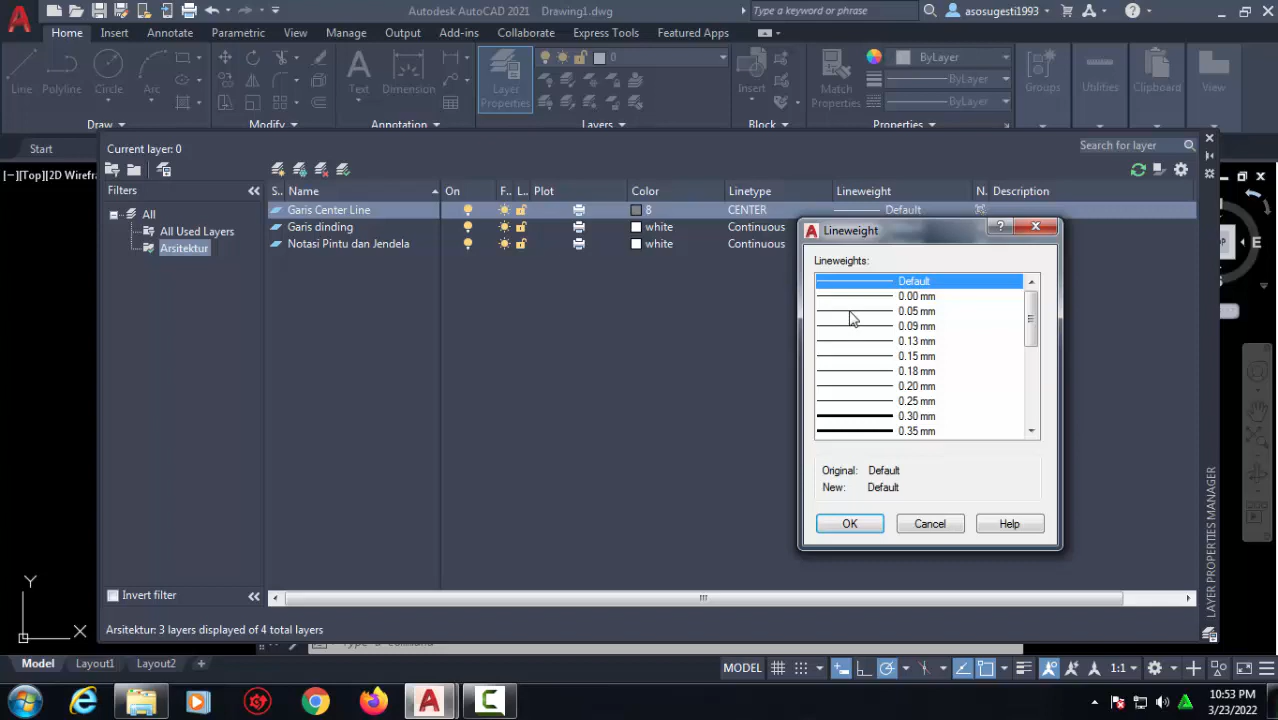 Autodesk AutoCAD 2021 Drawing1.dwg
Type a keyword or phrase
asosugesti1993
Home Insert Annotate Parametric View Manage Output Add-ins Collaborate Express Tools Featured Apps
Line Polyline Circle Arc
Text Dimension
Layer Properties
0
Insert
Match Properties
ByLayer
ByLayer
ByLayer
Groups Utilities Clipboard View
Draw Modify Annotation Layers Block Properties
Start
[-][Top][2D Wirefra
Current layer: 0
Search for layer
Filters
All
All Used Layers
Arsitektur
Invert filter
S.. Name On F.. L.. Plot Color Linetype Lineweight N. Description
Garis Center Line 8 CENTER Default
Garis dinding white Continuous
Notasi Pintu dan Jendela white Continuous
Lineweight
Lineweights:
Default
0.00 mm
0.05 mm
0.09 mm
0.13 mm
0.15 mm
0.18 mm
0.20 mm
0.25 mm
0.30 mm
0.35 mm
Original: Default
New: Default
OK Cancel Help
E
LAYER PROPERTIES MANAGER
Arsitektur: 3 layers displayed of 4 total layers
Y
X
Type a command
Model Layout1 Layout2 +
MODEL
1:1
10:53 PM
3/23/2022